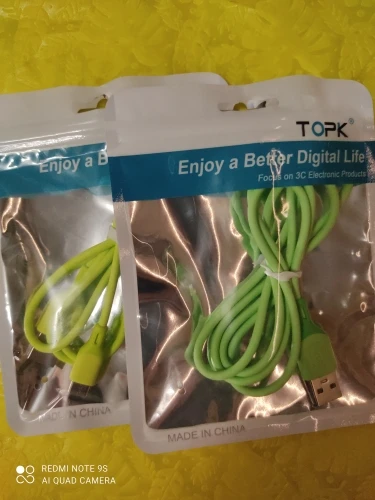 TOPK®
Enjoy a B
Enjoy a Better Digital Life
Focus on 3C Electronic Products
MADE IN CHINA
MADE IN CHINA
REDMI NOTE 9S
AI QUAD CAMERA